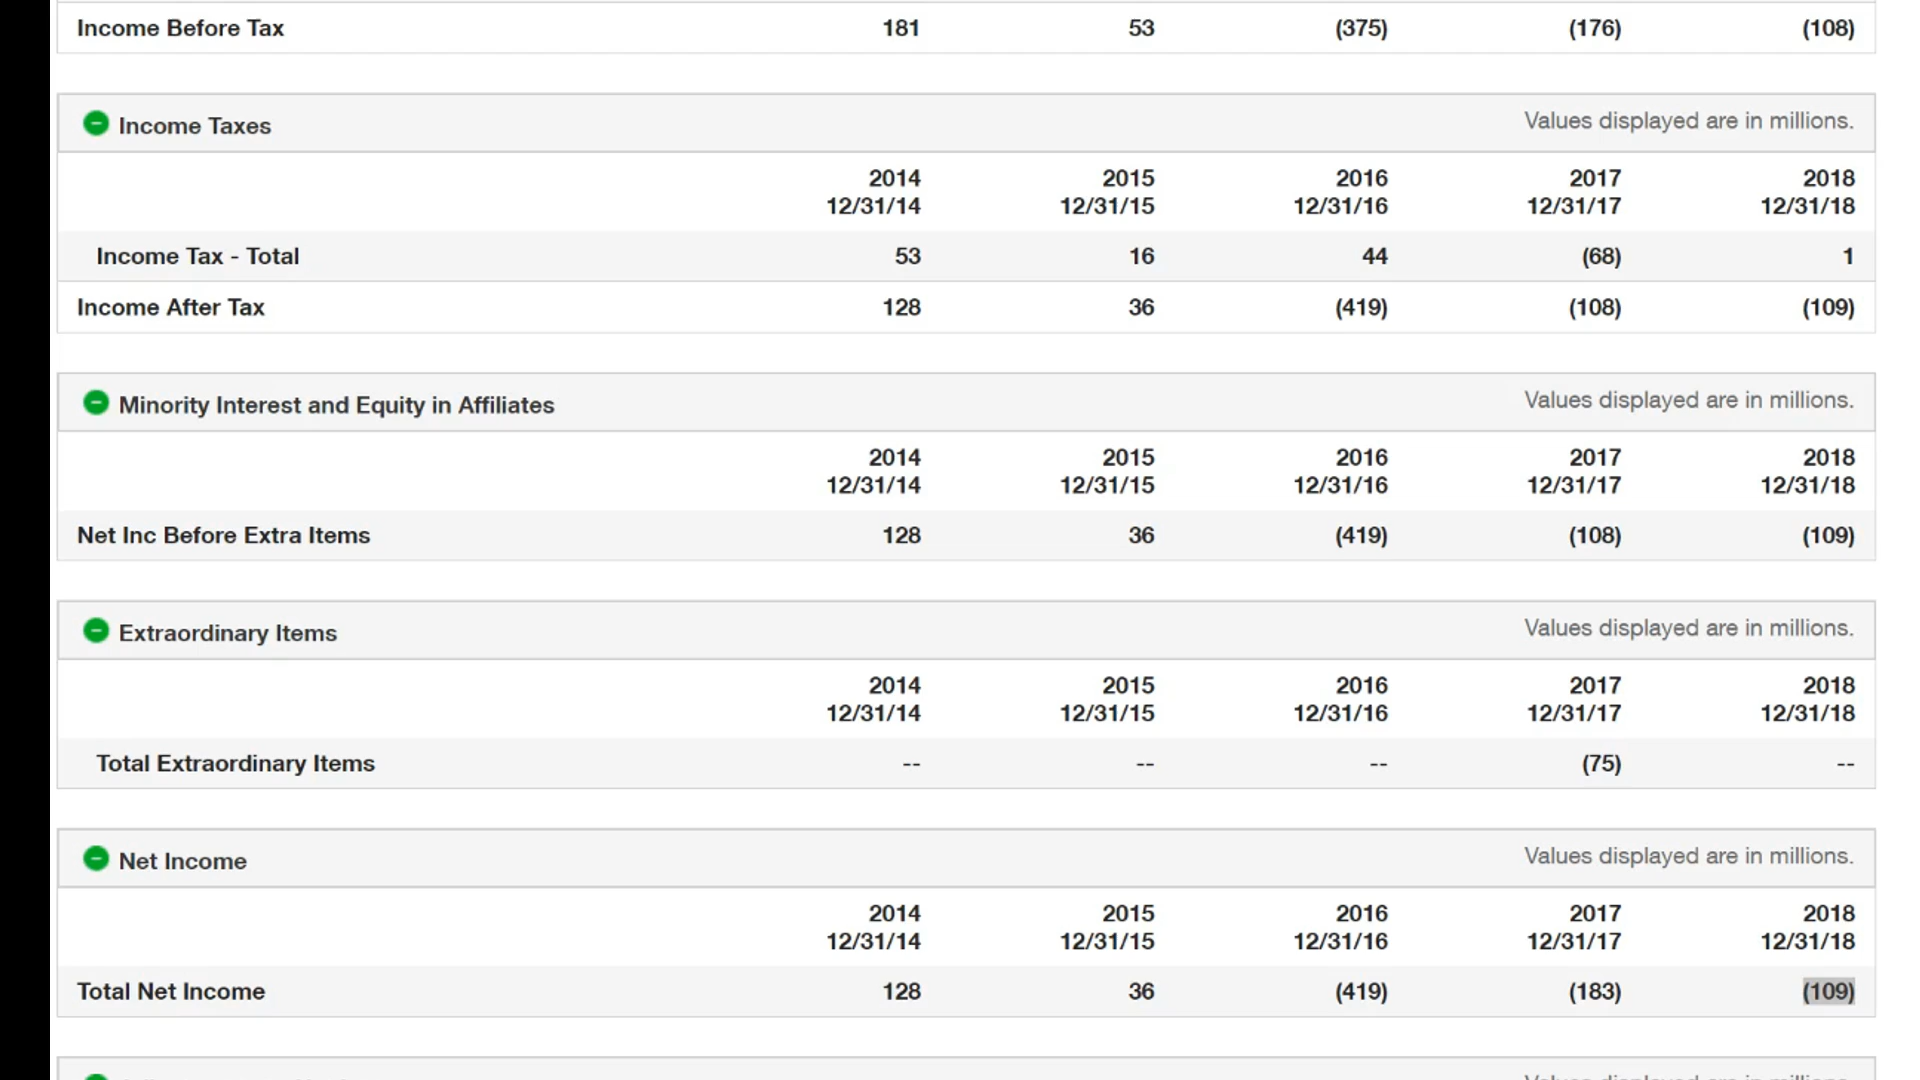 Income Before Tax 181 53 (375) (176) (108)
Income Taxes Values displayed are in millions.
2014 2015 2016 2017 2018
12/31/14 12/31/15 12/31/16 12/31/17 12/31/18
Income Tax - Total 53 16 44 (68) 1
Income After Tax 128 36 (419) (108) (109)
Minority Interest and Equity in Affiliates Values displayed are in millions.
2014 2015 2016 2017 2018
12/31/14 12/31/15 12/31/16 12/31/17 12/31/18
Net Inc Before Extra Items 128 36 (419) (108) (109)
Extraordinary Items Values displayed are in millions.
2014 2015 2016 2017 2018
12/31/14 12/31/15 12/31/16 12/31/17 12/31/18
Total Extraordinary Items -- -- -- (75) --
Net Income Values displayed are in millions.
2014 2015 2016 2017 2018
12/31/14 12/31/15 12/31/16 12/31/17 12/31/18
Total Net Income 128 36 (419) (183) (109)
Values displayed are in millions.